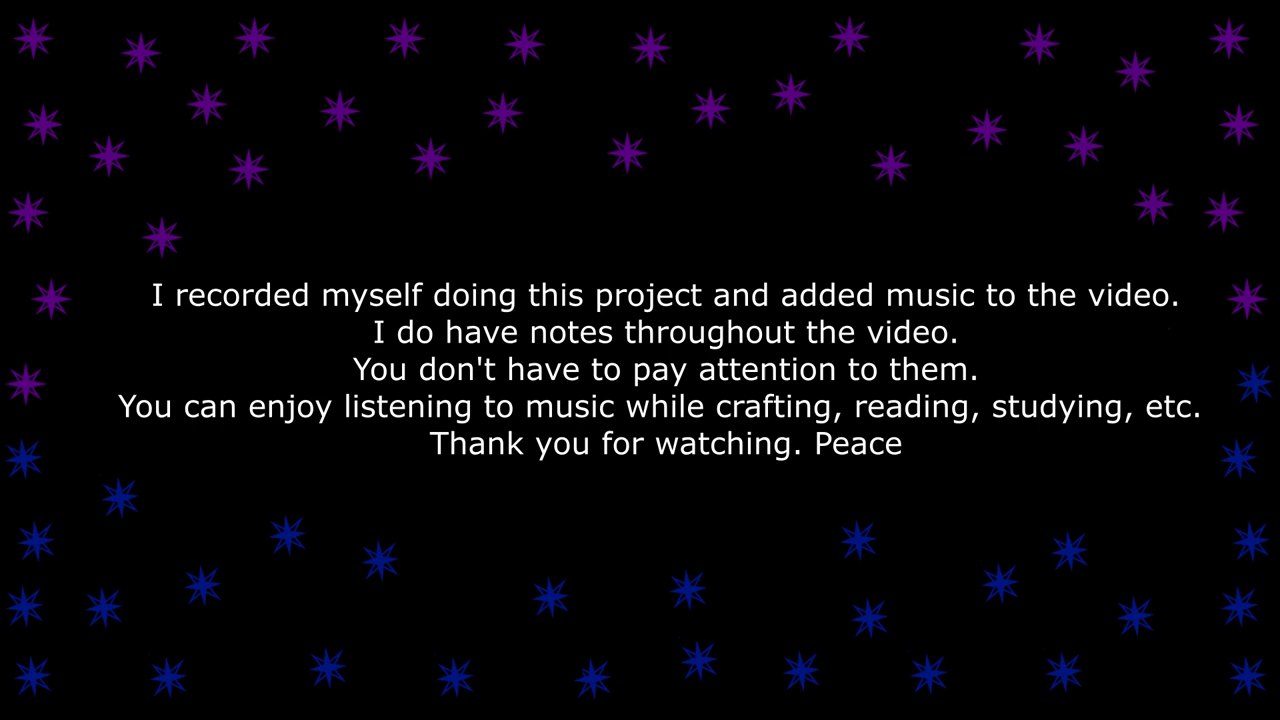 I recorded myself doing this project and added music to the video.
I do have notes throughout the video.
You don't have to pay attention to them.
You can enjoy listening to music while crafting, reading, studying, etc.
Thank you for watching. Peace